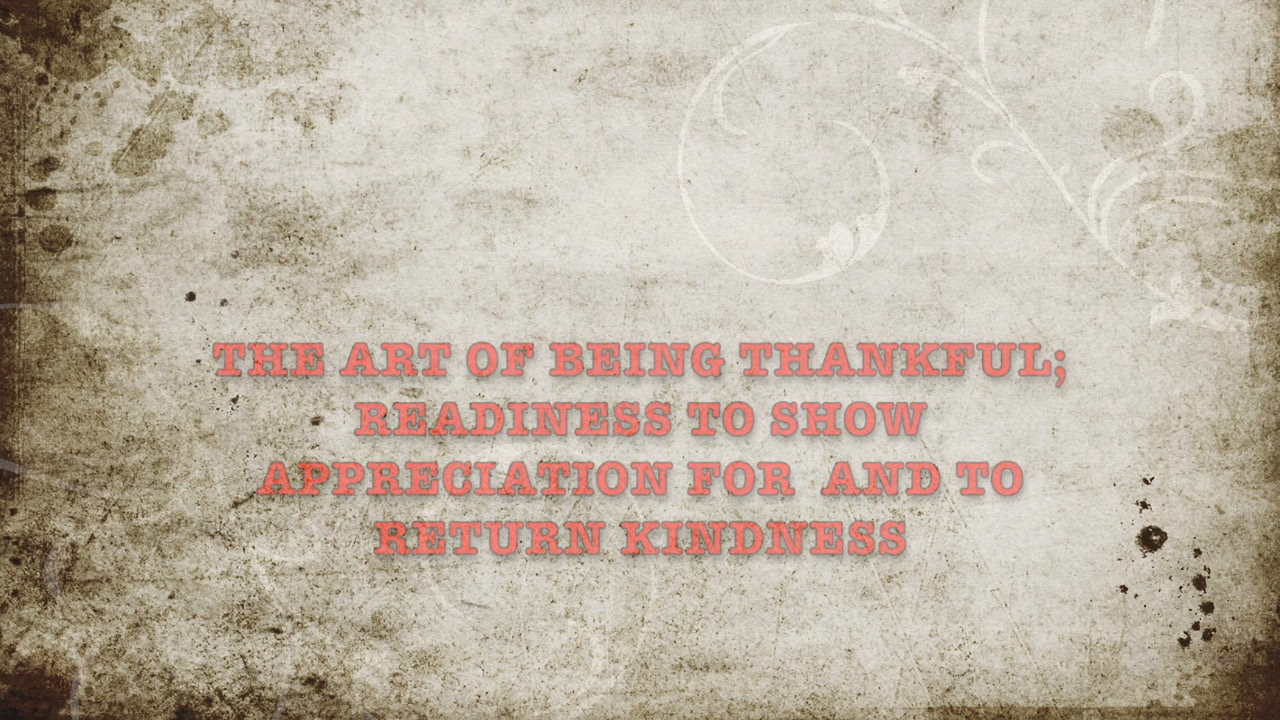 THE ART OF BEING THANKFUL;
READINESS TO SHOW
APPRECIATION FOR  AND TO
RETURN KINDNESS